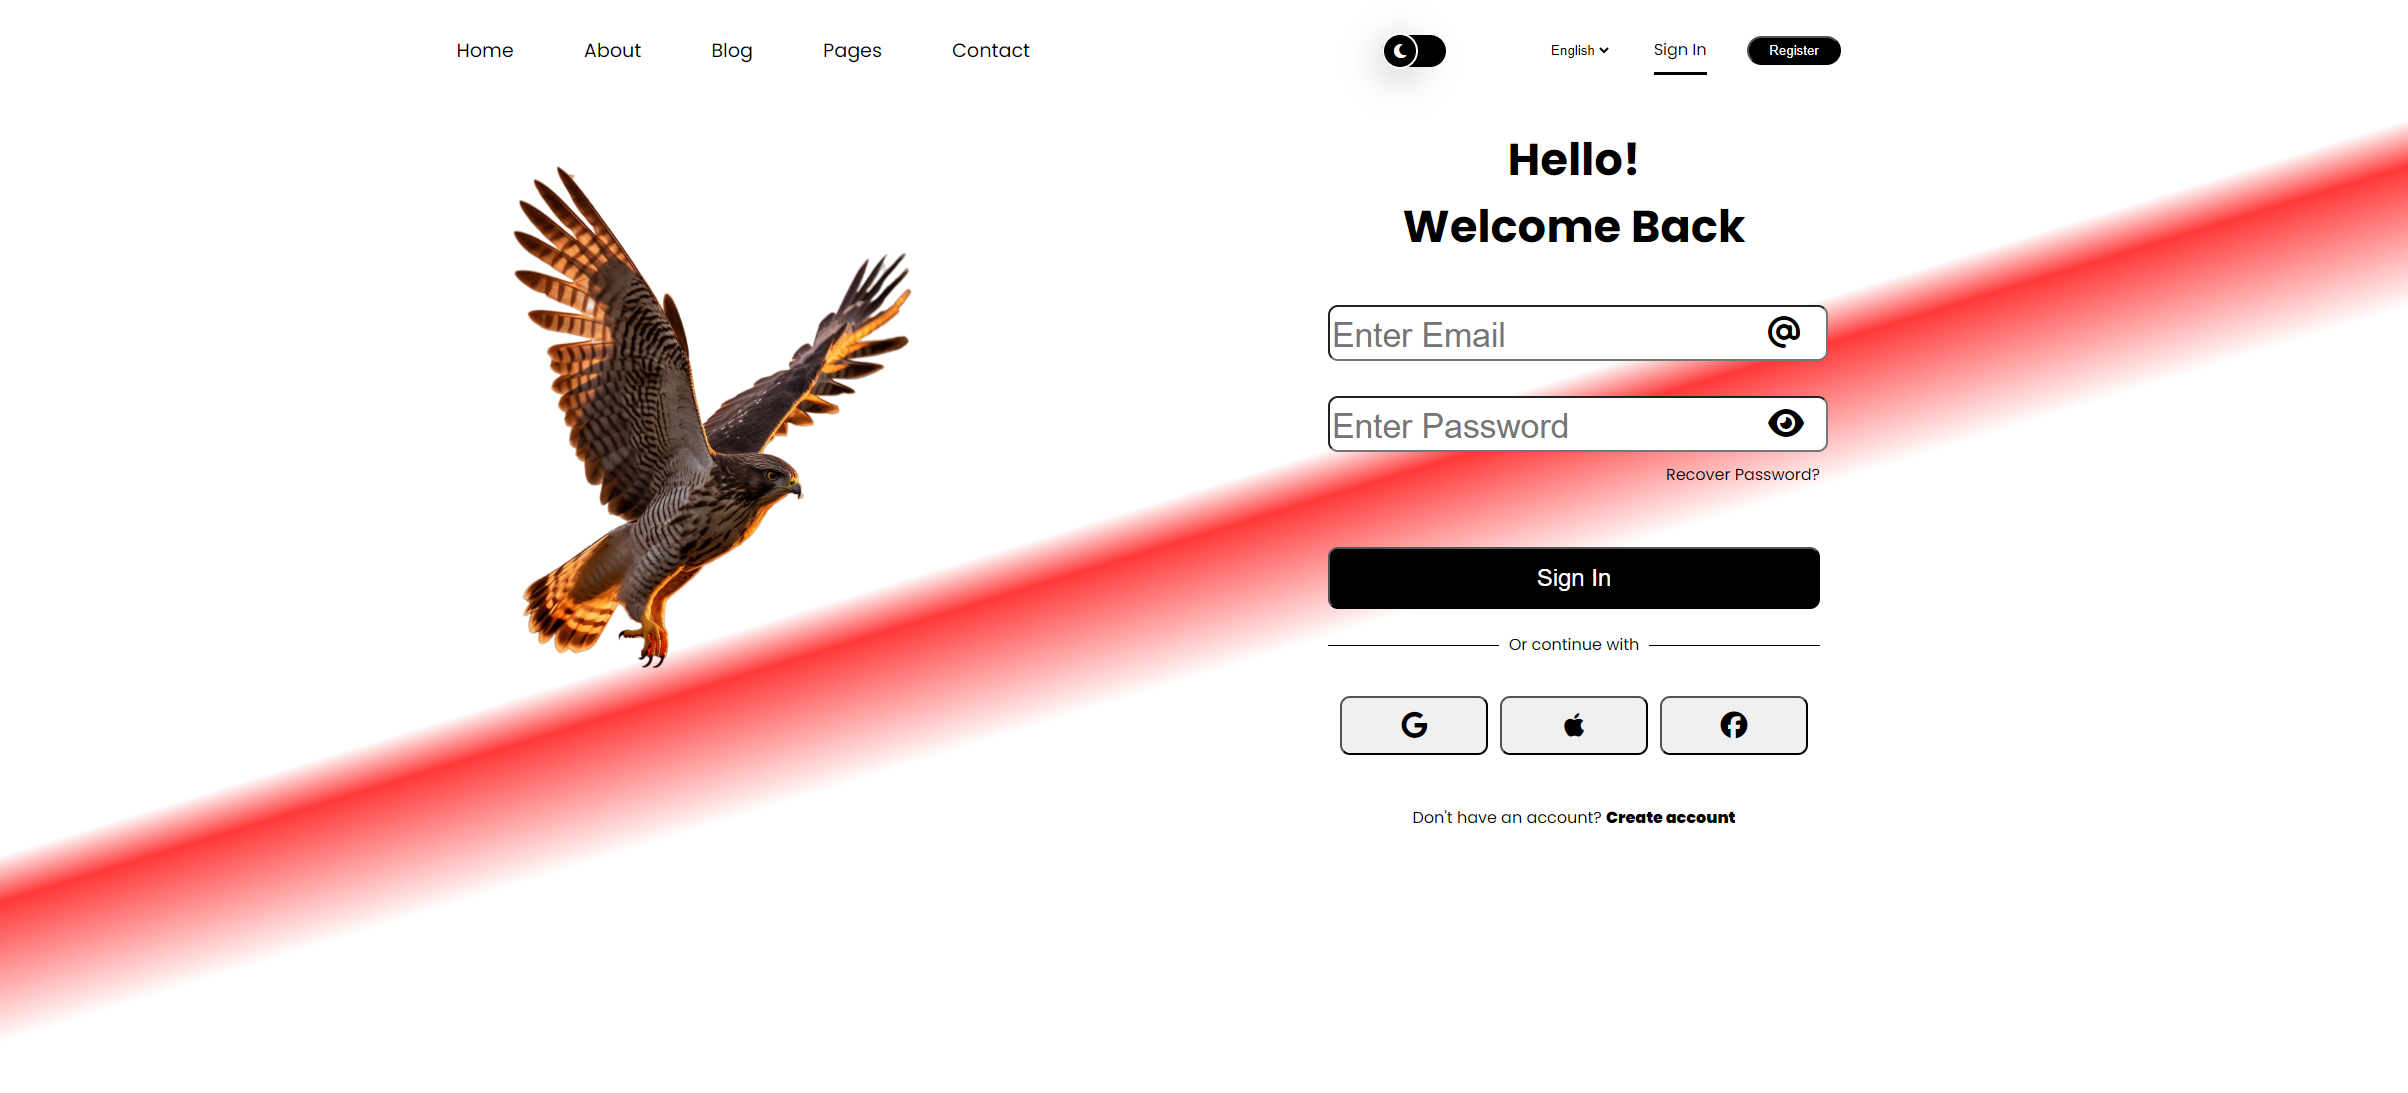 Home About Blog Pages Contact English Sign In Register
Hello!
Welcome Back
Enter Email
Enter Password
Recover Password?
Sign In
Or continue with
Don't have an account? Create account